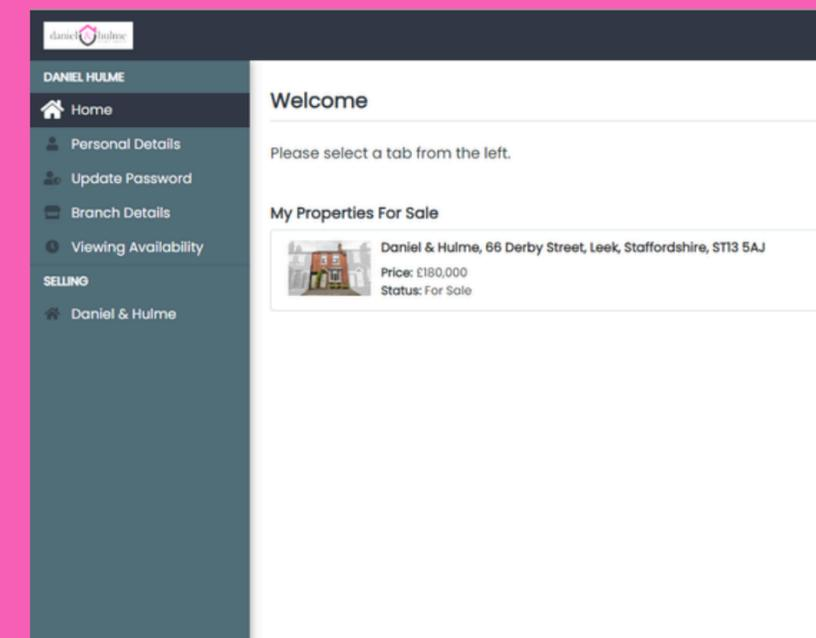 daniel & hulme
DANIEL HULME
Home
Personal Details
Update Password
Branch Details
Viewing Availability
SELLING
Daniel & Hulme
Welcome
Please select a tab from the left.
My Properties For Sale
Daniel & Hulme, 66 Derby Street, Leek, Staffordshire, ST13 5AJ
Price: £180,000
Status: For Sale